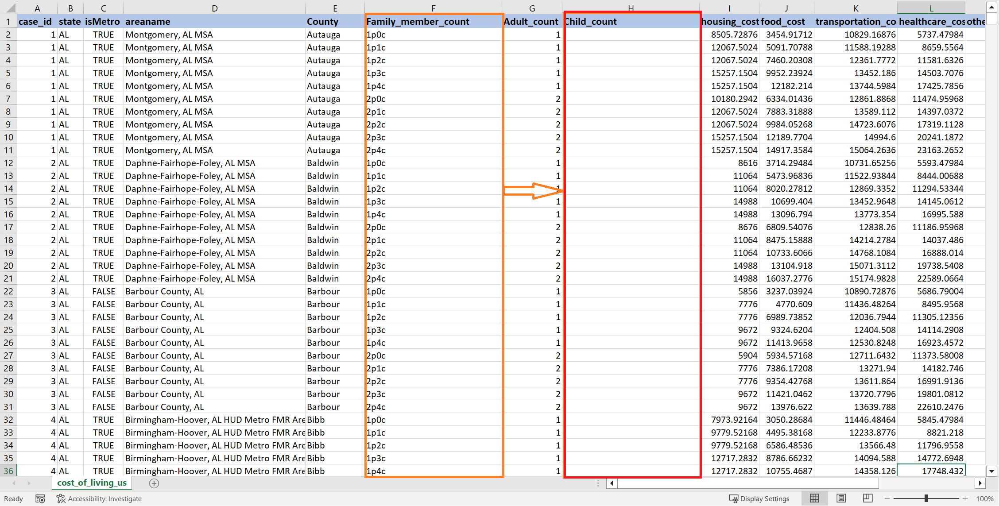 A B C D E F G H I J K L
1 case_id state isMetro areaname County Family_member_count Adult_count Child_count housing_cost food_cost transportation_co healthcare_cos othe
2 1 AL TRUE Montgomery, AL MSA Autauga 1p0c 1 8505.72876 3454.91712 10829.16876 5737.47984
3 1 AL TRUE Montgomery, AL MSA Autauga 1p1c 1 12067.5024 5091.70788 11588.19288 8659.5564
4 1 AL TRUE Montgomery, AL MSA Autauga 1p2c 1 12067.5024 7460.20308 12361.7772 11581.6326
5 1 AL TRUE Montgomery, AL MSA Autauga 1p3c 1 15257.1504 9952.23924 13452.186 14503.7076
6 1 AL TRUE Montgomery, AL MSA Autauga 1p4c 1 15257.1504 12182.214 13744.5984 17425.7856
7 1 AL TRUE Montgomery, AL MSA Autauga 2p0c 2 10180.2942 6334.01436 12861.8868 11474.95968
8 1 AL TRUE Montgomery, AL MSA Autauga 2p1c 2 12067.5024 7883.31888 13589.112 14397.0372
9 1 AL TRUE Montgomery, AL MSA Autauga 2p2c 2 12067.5024 9984.05268 14723.6076 17319.1128
10 1 AL TRUE Montgomery, AL MSA Autauga 2p3c 2 15257.1504 12189.7704 14994.6 20241.1872
11 1 AL TRUE Montgomery, AL MSA Autauga 2p4c 2 15257.1504 14917.3584 15064.2636 23163.2652
12 2 AL TRUE Daphne-Fairhope-Foley, AL MSA Baldwin 1p0c 1 8616 3714.29484 10731.65256 5593.47984
13 2 AL TRUE Daphne-Fairhope-Foley, AL MSA Baldwin 1p1c 1 11064 5473.96836 11522.93844 8444.00688
14 2 AL TRUE Daphne-Fairhope-Foley, AL MSA Baldwin 1p2c 1 11064 8020.27812 12869.3352 11294.53344
15 2 AL TRUE Daphne-Fairhope-Foley, AL MSA Baldwin 1p3c 1 14988 10699.404 13452.9648 14145.0612
16 2 AL TRUE Daphne-Fairhope-Foley, AL MSA Baldwin 1p4c 1 14988 13096.794 13773.354 16995.588
17 2 AL TRUE Daphne-Fairhope-Foley, AL MSA Baldwin 2p0c 2 8676 6809.54076 12838.26 11186.95968
18 2 AL TRUE Daphne-Fairhope-Foley, AL MSA Baldwin 2p1c 2 11064 8475.15888 14214.2784 14037.486
19 2 AL TRUE Daphne-Fairhope-Foley, AL MSA Baldwin 2p2c 2 11064 10733.6066 14768.1084 16888.014
20 2 AL TRUE Daphne-Fairhope-Foley, AL MSA Baldwin 2p3c 2 14988 13104.918 15071.3112 19738.5408
21 2 AL TRUE Daphne-Fairhope-Foley, AL MSA Baldwin 2p4c 2 14988 16037.2776 15174.9828 22589.0664
22 3 AL FALSE Barbour County, AL Barbour 1p0c 1 5856 3237.03924 10890.72876 5686.79004
23 3 AL FALSE Barbour County, AL Barbour 1p1c 1 7776 4770.609 11436.48264 8495.9568
24 3 AL FALSE Barbour County, AL Barbour 1p2c 1 7776 6989.73852 12036.7944 11305.12356
25 3 AL FALSE Barbour County, AL Barbour 1p3c 1 9672 9324.6204 12404.508 14114.2908
26 3 AL FALSE Barbour County, AL Barbour 1p4c 1 9672 11413.9658 12530.8248 16923.4572
27 3 AL FALSE Barbour County, AL Barbour 2p0c 2 5904 5934.57168 12711.6432 11373.58008
28 3 AL FALSE Barbour County, AL Barbour 2p1c 2 7776 7386.17208 13271.94 14182.746
29 3 AL FALSE Barbour County, AL Barbour 2p2c 2 7776 9354.42768 13611.864 16991.9136
30 3 AL FALSE Barbour County, AL Barbour 2p3c 2 9672 11421.0462 13720.7796 19801.0812
31 3 AL FALSE Barbour County, AL Barbour 2p4c 2 9672 13976.622 13639.788 22610.2476
32 4 AL TRUE Birmingham-Hoover, AL HUD Metro FMR Are Bibb 1p0c 1 7973.92164 3050.28684 11446.48464 5845.47984
33 4 AL TRUE Birmingham-Hoover, AL HUD Metro FMR Are Bibb 1p1c 1 9779.52168 4495.38168 12233.8776 8821.218
34 4 AL TRUE Birmingham-Hoover, AL HUD Metro FMR Are Bibb 1p2c 1 9779.52168 6586.48536 13566.48 11796.9558
35 4 AL TRUE Birmingham-Hoover, AL HUD Metro FMR Are Bibb 1p3c 1 12717.2832 8786.66232 14094.588 14772.6948
36 4 AL TRUE Birmingham-Hoover, AL HUD Metro FMR Are Bibb 1p4c 1 12717.2832 10755.4687 14358.126 17748.432
cost_of_living_us
Ready Accessibility: Investigate Display Settings 100%